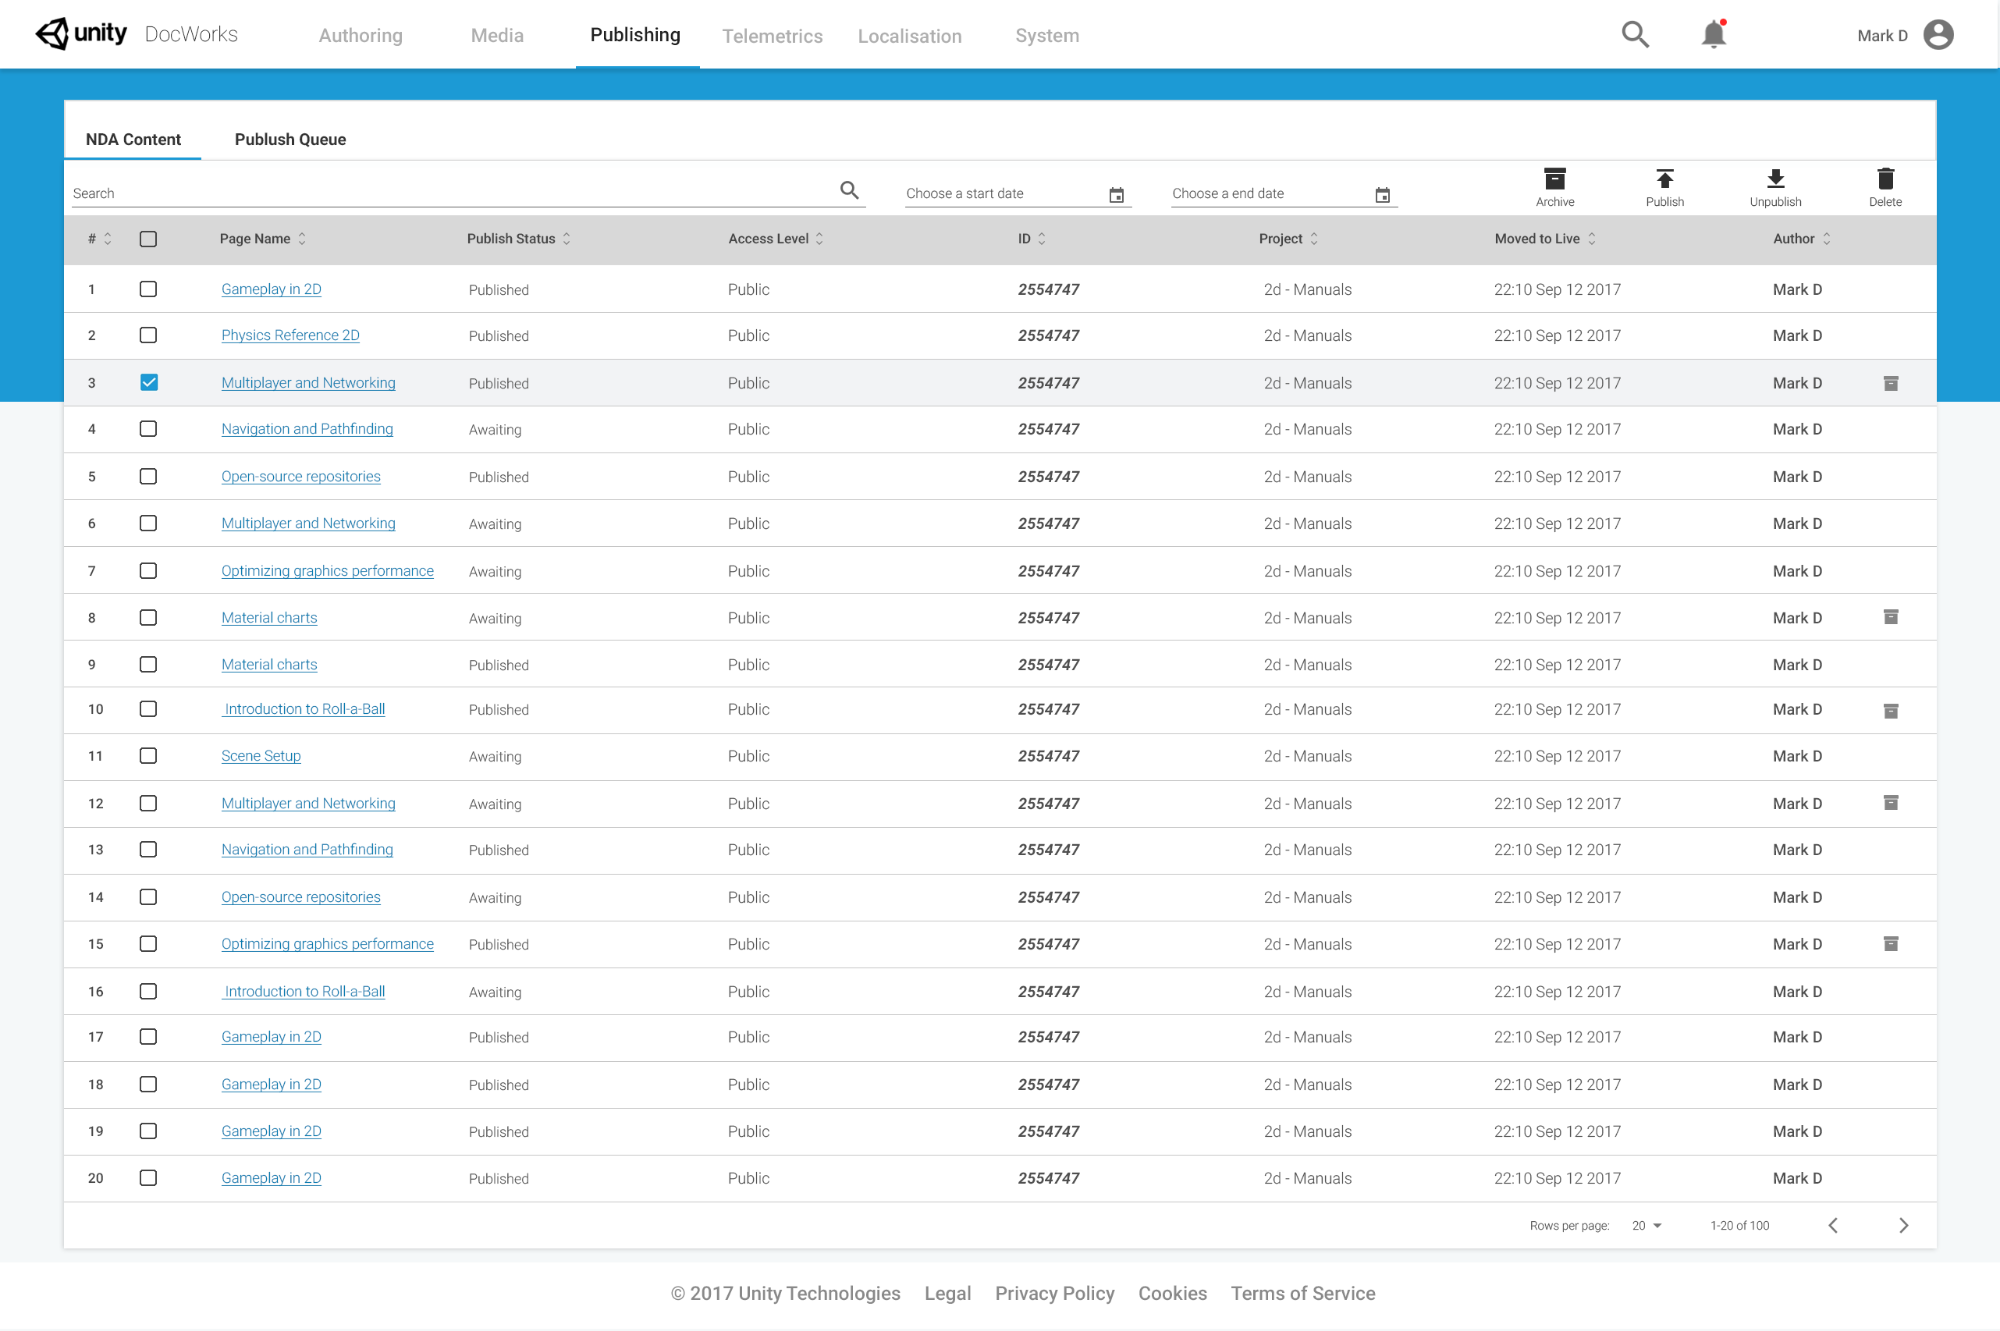 unity DocWorks Authoring Media Publishing Telemetrics Localisation System Mark D
NDA Content Publush Queue
Search Choose a start date Choose a end date Archive Publish Unpublish Delete
# Page Name Publish Status Access Level ID Project Moved to Live Author
1 Gameplay in 2D Published Public 2554747 2d - Manuals 22:10 Sep 12 2017 Mark D
2 Physics Reference 2D Published Public 2554747 2d - Manuals 22:10 Sep 12 2017 Mark D
3 Multiplayer and Networking Published Public 2554747 2d - Manuals 22:10 Sep 12 2017 Mark D
4 Navigation and Pathfinding Awaiting Public 2554747 2d - Manuals 22:10 Sep 12 2017 Mark D
5 Open-source repositories Published Public 2554747 2d - Manuals 22:10 Sep 12 2017 Mark D
6 Multiplayer and Networking Awaiting Public 2554747 2d - Manuals 22:10 Sep 12 2017 Mark D
7 Optimizing graphics performance Awaiting Public 2554747 2d - Manuals 22:10 Sep 12 2017 Mark D
8 Material charts Awaiting Public 2554747 2d - Manuals 22:10 Sep 12 2017 Mark D
9 Material charts Published Public 2554747 2d - Manuals 22:10 Sep 12 2017 Mark D
10 Introduction to Roll-a-Ball Published Public 2554747 2d - Manuals 22:10 Sep 12 2017 Mark D
11 Scene Setup Awaiting Public 2554747 2d - Manuals 22:10 Sep 12 2017 Mark D
12 Multiplayer and Networking Awaiting Public 2554747 2d - Manuals 22:10 Sep 12 2017 Mark D
13 Navigation and Pathfinding Published Public 2554747 2d - Manuals 22:10 Sep 12 2017 Mark D
14 Open-source repositories Awaiting Public 2554747 2d - Manuals 22:10 Sep 12 2017 Mark D
15 Optimizing graphics performance Published Public 2554747 2d - Manuals 22:10 Sep 12 2017 Mark D
16 Introduction to Roll-a-Ball Awaiting Public 2554747 2d - Manuals 22:10 Sep 12 2017 Mark D
17 Gameplay in 2D Published Public 2554747 2d - Manuals 22:10 Sep 12 2017 Mark D
18 Gameplay in 2D Published Public 2554747 2d - Manuals 22:10 Sep 12 2017 Mark D
19 Gameplay in 2D Published Public 2554747 2d - Manuals 22:10 Sep 12 2017 Mark D
20 Gameplay in 2D Published Public 2554747 2d - Manuals 22:10 Sep 12 2017 Mark D
Rows per page: 20 1-20 of 100
© 2017 Unity Technologies Legal Privacy Policy Cookies Terms of Service